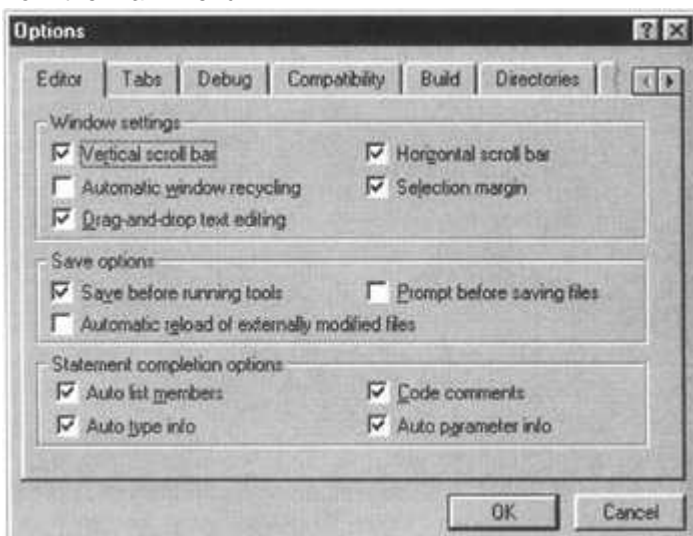 Options
Editor Tabs Debug Compatibility Build Directories
Window settings
Vertical scroll bar Horizontal scroll bar
Automatic window recycling Selection margin
Drag-and-drop text editing
Save options
Save before running tools Prompt before saving files
Automatic reload of externally modified files
Statement completion options
Auto list members Code comments
Auto type info Auto parameter info
OK Cancel